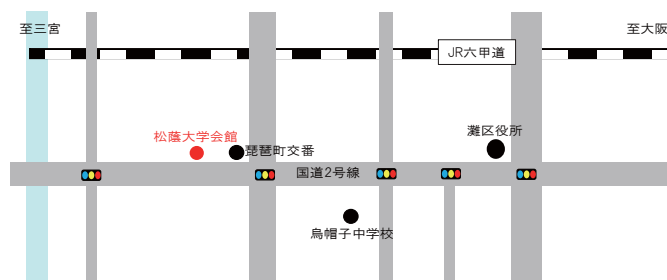 至三宮
至大阪
JR六甲道
松蔭大学会館
琵琶町交番
灘区役所
国道2号線
烏帽子中学校